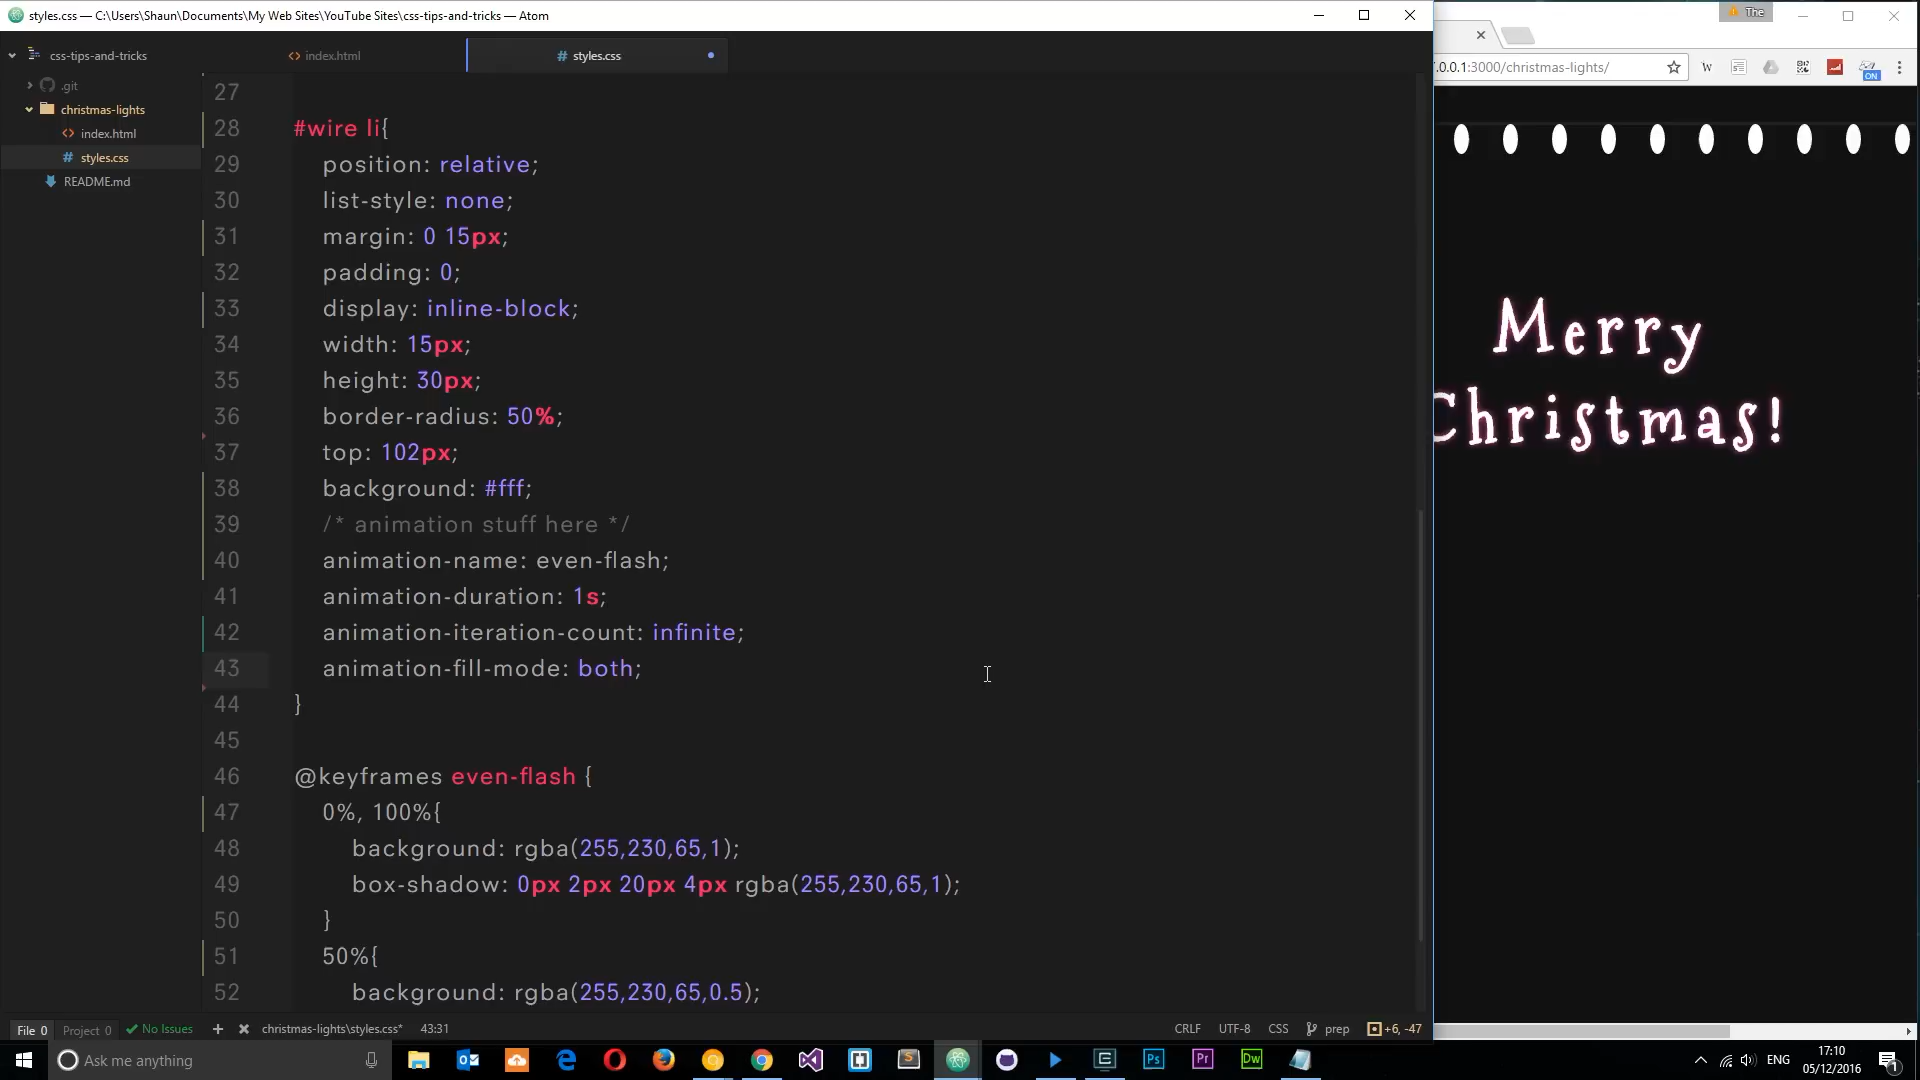 styles.css — C:\Users\Shaun\Documents\My Web Sites\YouTube Sites\css-tips-and-tricks — Atom
The
css-tips-and-tricks
index.html
styles.css
.0.0.1:3000/christmas-lights/
ON
.git
christmas-lights
index.html
styles.css
README.md
27
28 #wire li{
29 position: relative;
30 list-style: none;
31 margin: 0 15px;
32 padding: 0;
33 display: inline-block;
34 width: 15px;
35 height: 30px;
36 border-radius: 50%;
37 top: 102px;
38 background: #fff;
39 /* animation stuff here */
40 animation-name: even-flash;
41 animation-duration: 1s;
42 animation-iteration-count: infinite;
43 animation-fill-mode: both;
44 }
45
46 @keyframes even-flash {
47 0%, 100%{
48 background: rgba(255,230,65,1);
49 box-shadow: 0px 2px 20px 4px rgba(255,230,65,1);
50 }
51 50%{
52 background: rgba(255,230,65,0.5);
Merry
Christmas!
File 0 Project 0 No Issues + christmas-lights\styles.css* 43:31 CRLF UTF-8 CSS prep +6, -47
Ask me anything
ENG
17:10
05/12/2016